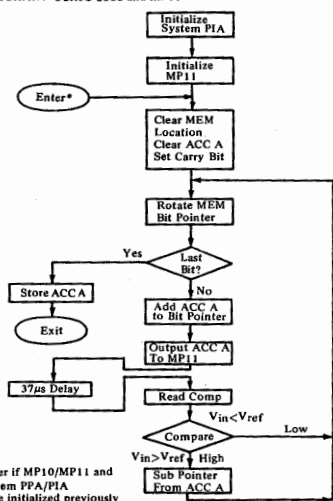 Initialize
System PIA
Initialize
MP11
Enter*
Clear MEM
Location
Clear ACC A
Set Carry Bit
Rotate MEM
Bit Pointer
Yes
Last
Bit?
Store ACC A
No
Exit
Add ACC A
to Bit Pointer
Output ACC A
To MP11
37µs Delay
Read Comp
Vin<Vref
Compare
Low
Vin>Vref
High
Sub Pointer
From ACC A
er if MP10/MP11 and
em PPA/PIA
e initialized previously